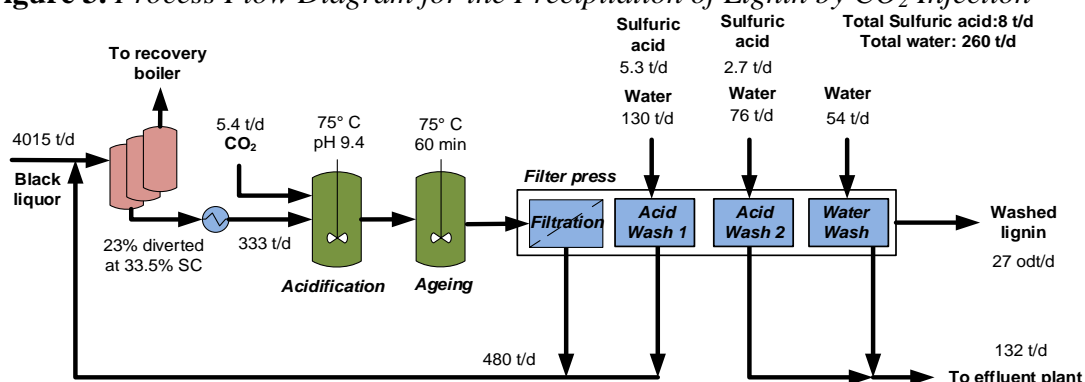 Figure 3. Process Flow Diagram for the Precipitation of Lignin by CO2 Injection
Sulfuric
acid
5.3 t/d
Water
130 t/d
Sulfuric
acid
2.7 t/d
Water
76 t/d
Total Sulfuric acid:8 t/d
Total water: 260 t/d
Water
54 t/d
To recovery
boiler
4015 t/d
Black
liquor
5.4 t/d
CO2
75° C
pH 9.4
75° C
60 min
23% diverted
at 33.5% SC
333 t/d
Acidification
Ageing
Filter press
Filtration
Acid
Wash 1
Acid
Wash 2
Water
Wash
Washed
lignin
27 odt/d
480 t/d
132 t/d
To effluent plant